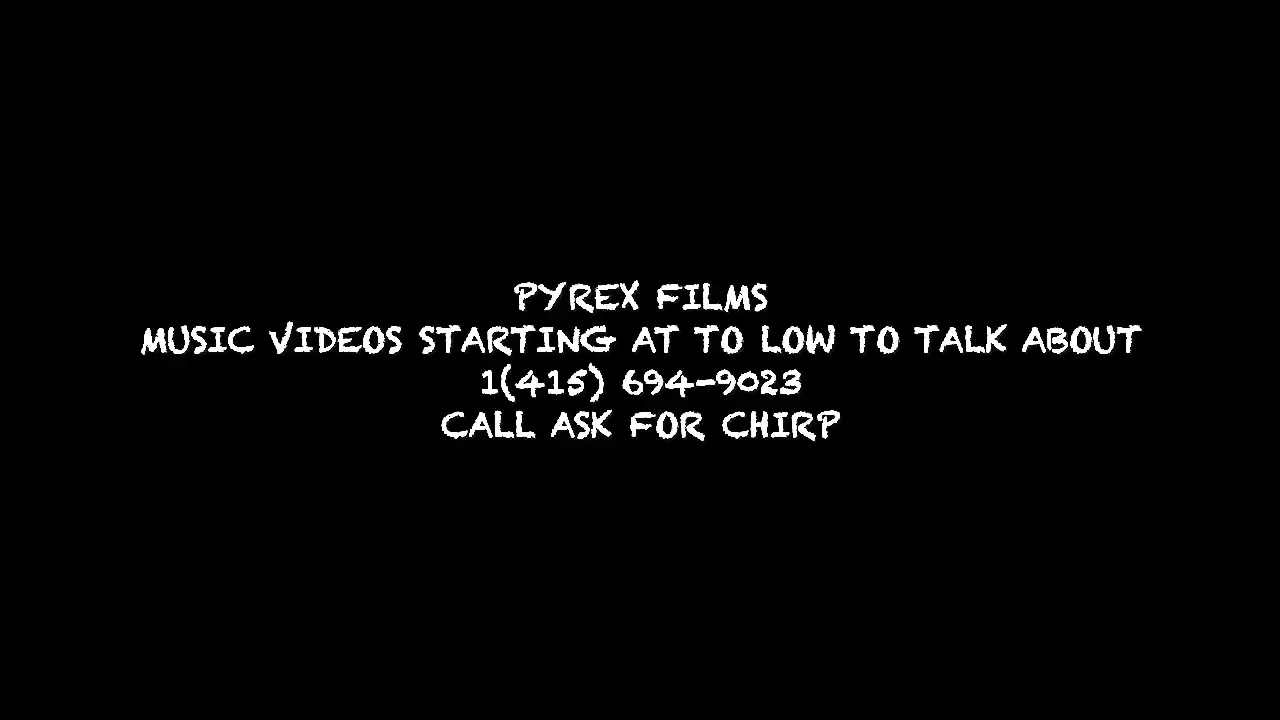 PYREX FILMS
MUSIC VIDEOS STARTING AT TO LOW TO TALK ABOUT
1(415) 694-9023
CALL ASK FOR CHIRP